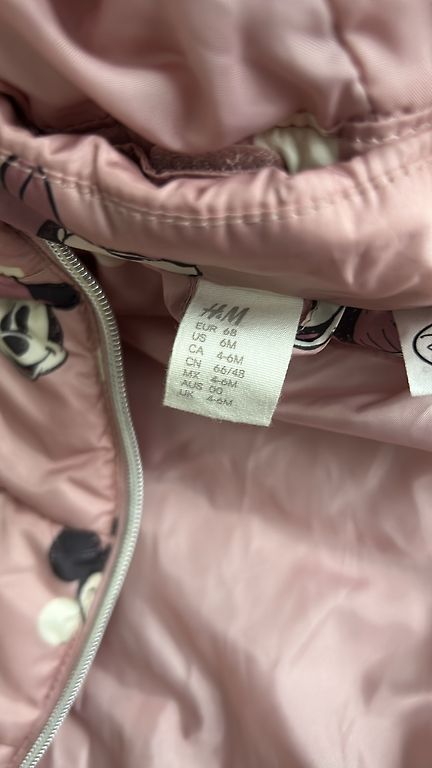 H&M
EUR 68
US 6M
CA 4-6M
CN 66/48
MX 4-6M
AUS 00
UK 4-6M